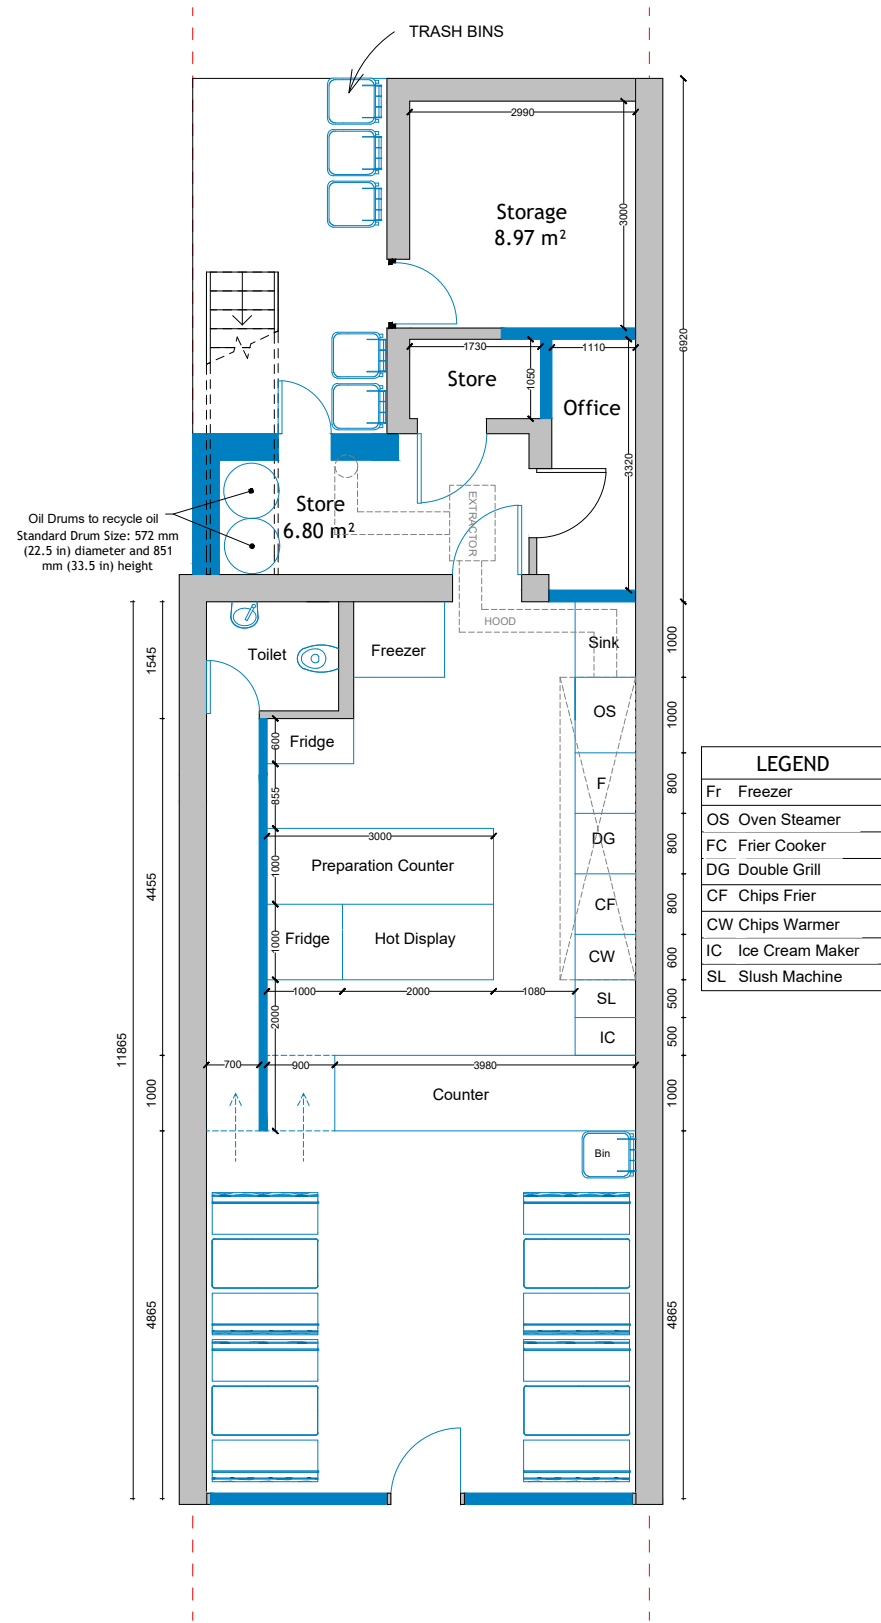 TRASH BINS
2990
3000
Storage
8.97 m²
6920
1730
1110
1050
Store
Office
3320
Oil Drums to recycle oil
Standard Drum Size: 572 mm
(22.5 in) diameter and 851
mm (33.5 in) height
Store
6.80 m²
EXTRACTOR
HOOD
1545
Toilet
Freezer
Sink
1000
OS
1000
600
Fridge
F
800
855
3000
DG
800
4455
1000
Preparation Counter
CF
800
1000
Fridge
Hot Display
CW
600
1000
2000
1080
SL
500
2000
IC
500
11865
700
900
3980
1000
Counter
1000
Bin
4865
4865
LEGEND
Fr Freezer
OS Oven Steamer
FC Frier Cooker
DG Double Grill
CF Chips Frier
CW Chips Warmer
IC Ice Cream Maker
SL Slush Machine